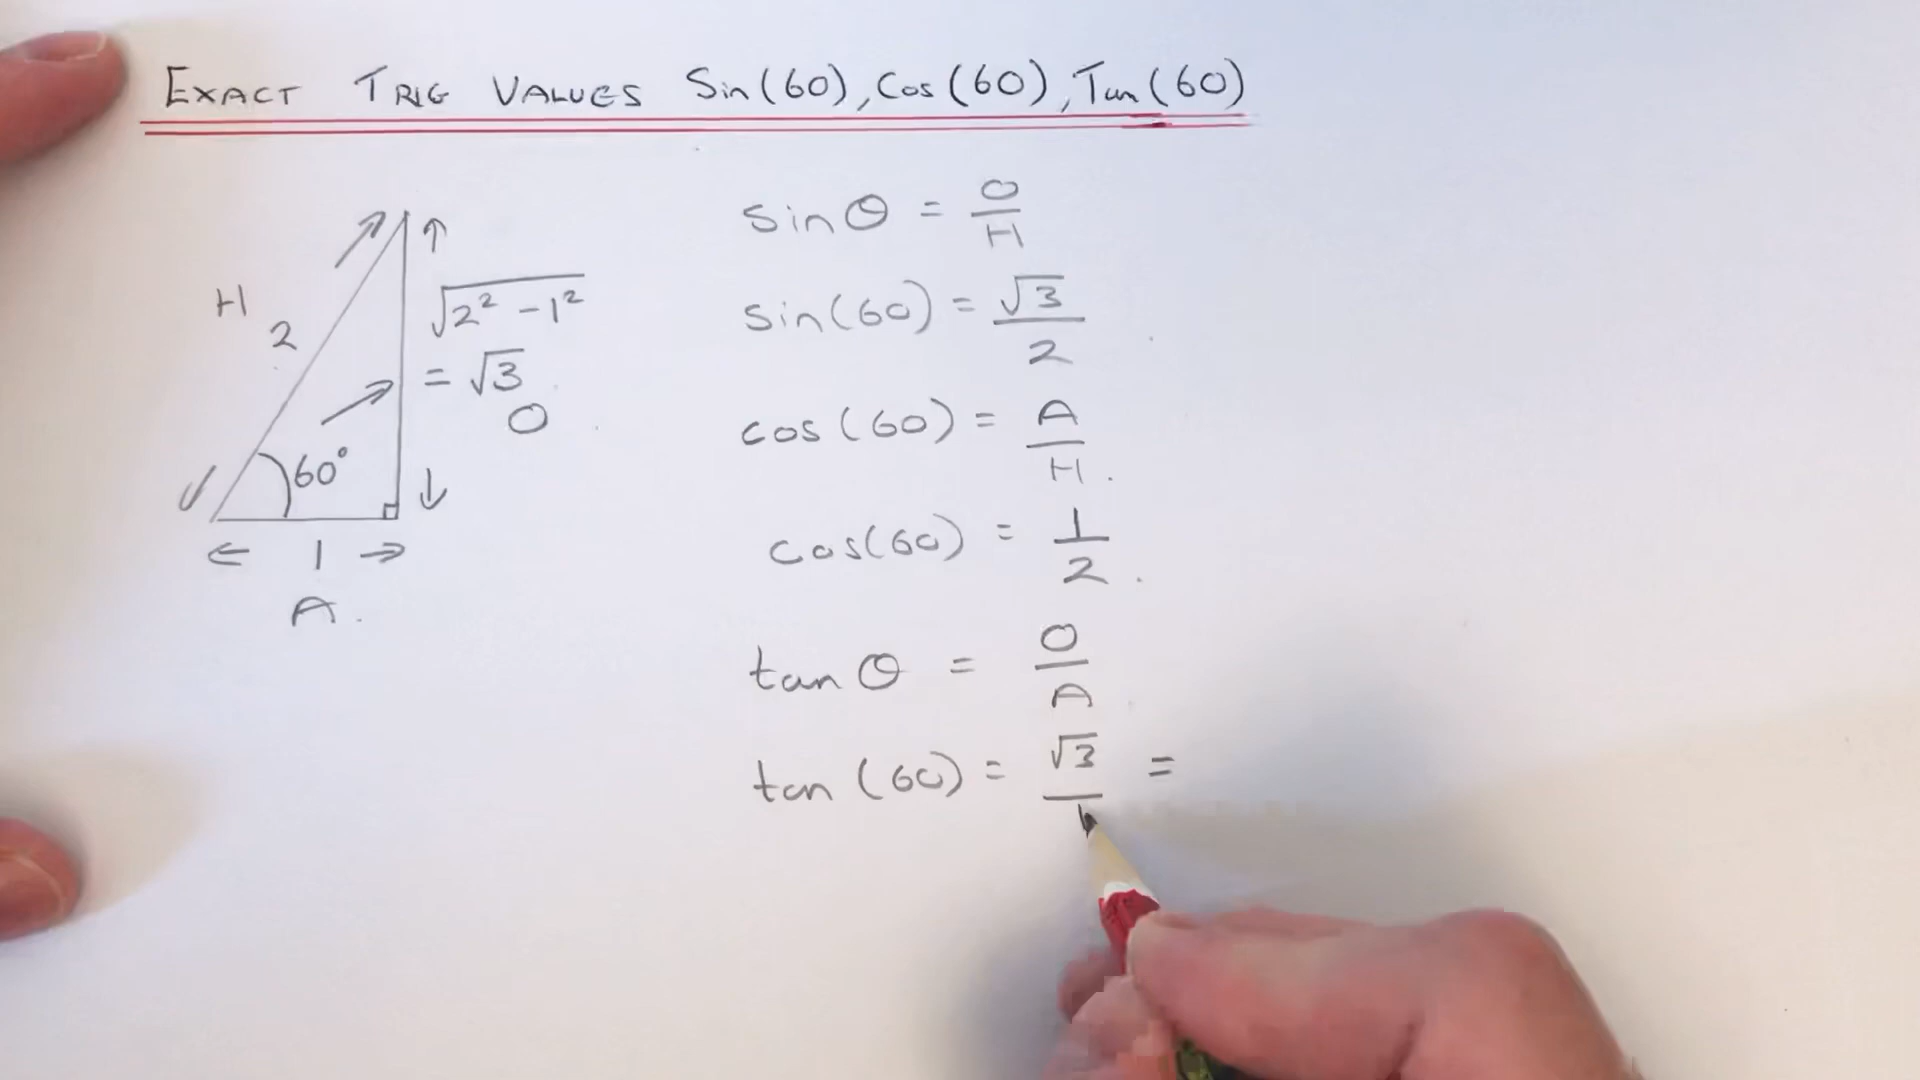 EXACT TRIG VALUES Sin(60), Cos(60), Tan(60)
H
2
√2² - 1²
= √3
O
60°
← 1 →
A.
sin θ = O/H
sin(60) = √3/2
cos(60) = A/H.
cos(60) = 1/2.
tan θ = O/A
tan(60) = √3/1 =